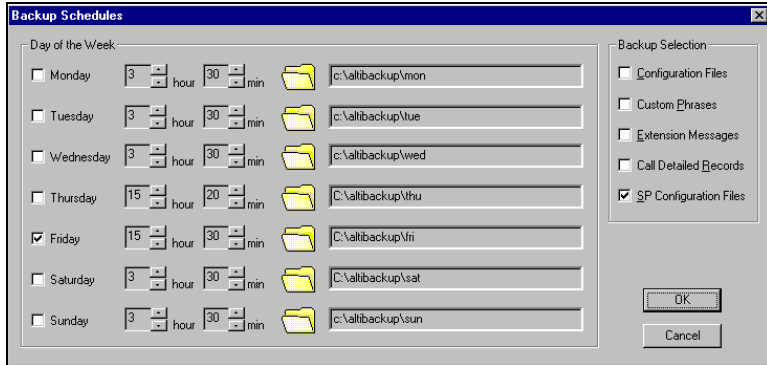 Backup Schedules
Day of the Week
Monday 3 hour 30 min c:\altibackup\mon
Tuesday 3 hour 30 min c:\altibackup\tue
Wednesday 3 hour 30 min c:\altibackup\wed
Thursday 15 hour 20 min C:\altibackup\thu
Friday 15 hour 30 min C:\altibackup\fri
Saturday 3 hour 30 min c:\altibackup\sat
Sunday 3 hour 30 min c:\altibackup\sun
Backup Selection
Configuration Files
Custom Phrases
Extension Messages
Call Detailed Records
SP Configuration Files
OK
Cancel